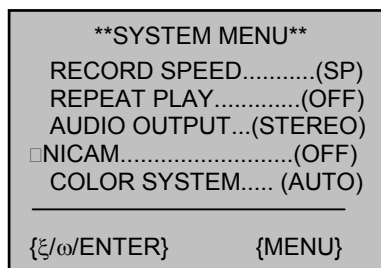 **SYSTEM MENU**
RECORD SPEED...........(SP)
REPEAT PLAY.............(OFF)
AUDIO OUTPUT...(STEREO)
□NICAM..........................(OFF)
COLOR SYSTEM..... (AUTO)
{ξ/ω/ENTER} {MENU}